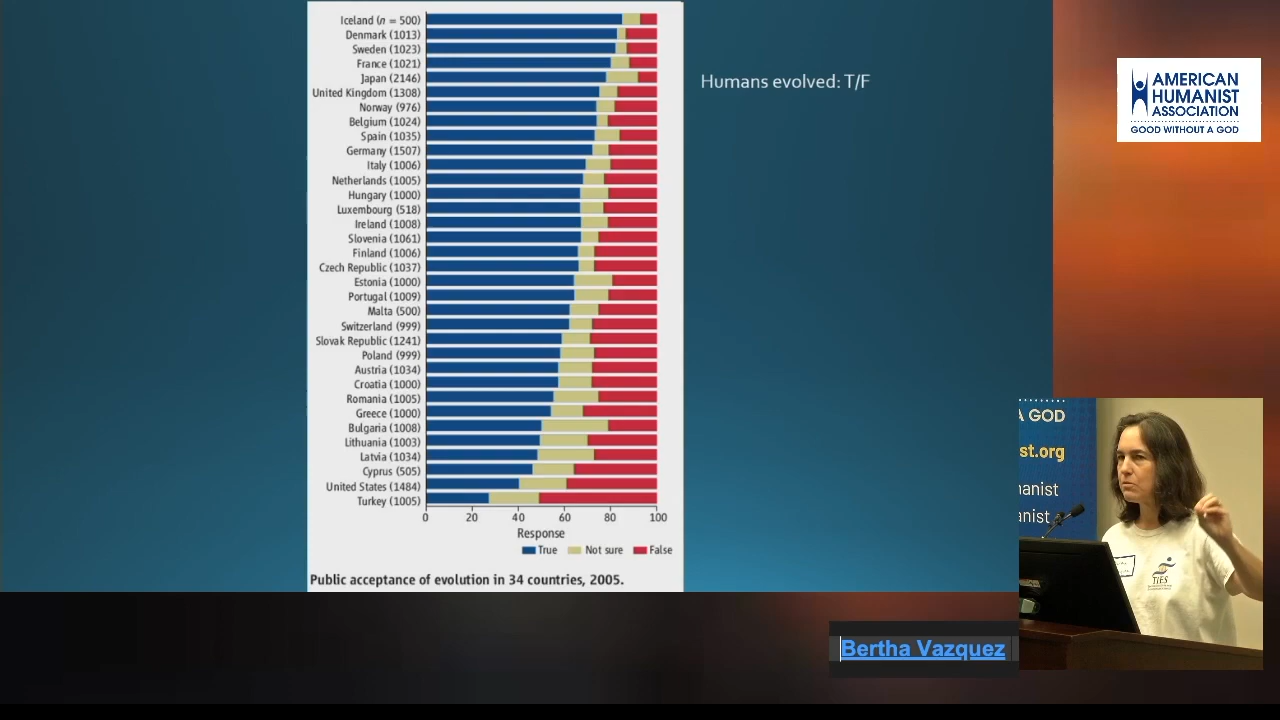 Iceland (n = 500)
Denmark (1013)
Sweden (1023)
France (1021)
Japan (2146)
United Kingdom (1308)
Norway (976)
Belgium (1024)
Spain (1035)
Germany (1507)
Italy (1006)
Netherlands (1005)
Hungary (1000)
Luxembourg (518)
Ireland (1008)
Slovenia (1061)
Finland (1006)
Czech Republic (1037)
Estonia (1000)
Portugal (1009)
Malta (500)
Switzerland (999)
Slovak Republic (1241)
Poland (999)
Austria (1034)
Croatia (1000)
Romania (1005)
Greece (1000)
Bulgaria (1008)
Lithuania (1003)
Latvia (1034)
Cyprus (505)
United States (1484)
Turkey (1005)
0 20 40 60 80 100
Response
True Not sure False
Public acceptance of evolution in 34 countries, 2005.
Humans evolved: T/F
AMERICAN
HUMANIST
ASSOCIATION
GOOD WITHOUT A GOD
A GOD
st.org
anist
anist
TIES
Bertha Vazquez